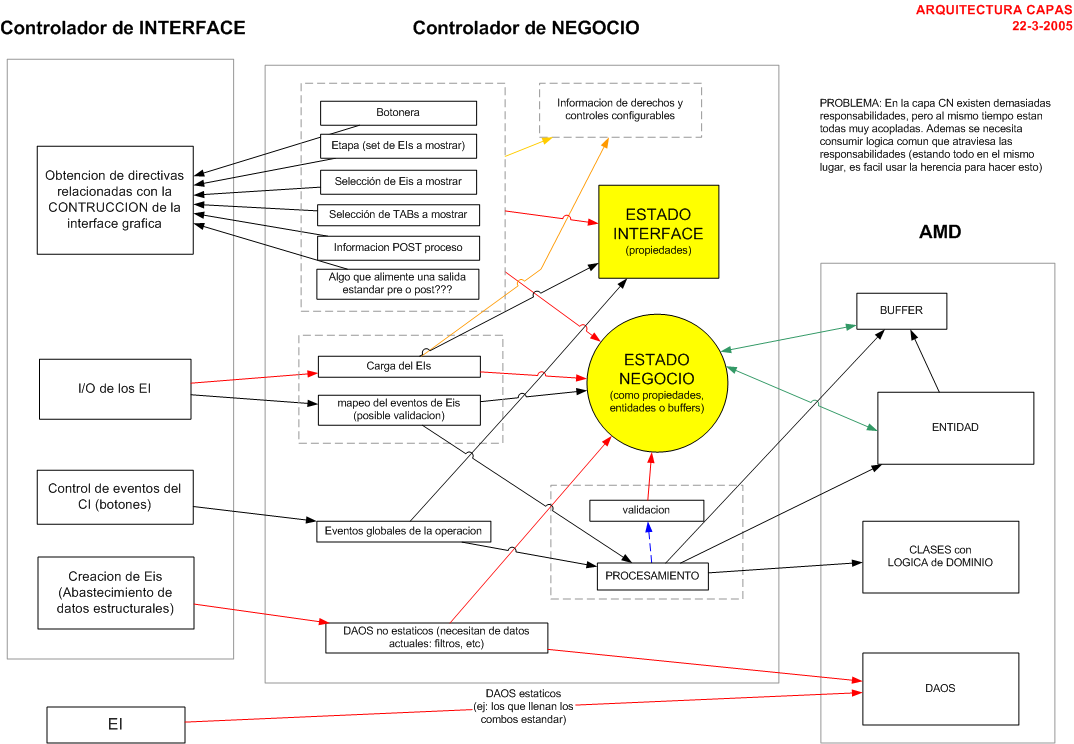 ARQUITECTURA CAPAS
22-3-2005
Controlador de INTERFACE
Controlador de NEGOCIO
PROBLEMA: En la capa CN existen demasiadas
responsabilidades, pero al mismo tiempo estan
todas muy acopladas. Ademas se necesita
consumir logica comun que atraviesa las
responsabilidades (estando todo en el mismo
lugar, es facil usar la herencia para hacer esto)
Obtencion de directivas
relacionadas con la
CONTRUCCION de la
interface grafica
Botonera
Etapa (set de EIs a mostrar)
Selección de Eis a mostrar
Selección de TABs a mostrar
Informacion POST proceso
Algo que alimente una salida
estandar pre o post???
Informacion de derechos y
controles configurables
ESTADO
INTERFACE
(propiedades)
AMD
I/O de los EI
Carga del EIs
mapeo del eventos de Eis
(posible validacion)
ESTADO
NEGOCIO
(como propiedades,
entidades o buffers)
BUFFER
ENTIDAD
Control de eventos del
CI (botones)
Eventos globales de la operacion
validacion
PROCESAMIENTO
CLASES con
LOGICA de DOMINIO
Creacion de Eis
(Abastecimiento de
datos estructurales)
DAOS no estaticos (necesitan de datos
actuales: filtros, etc)
DAOS
EI
DAOS estaticos
(ej: los que llenan los
combos estandar)